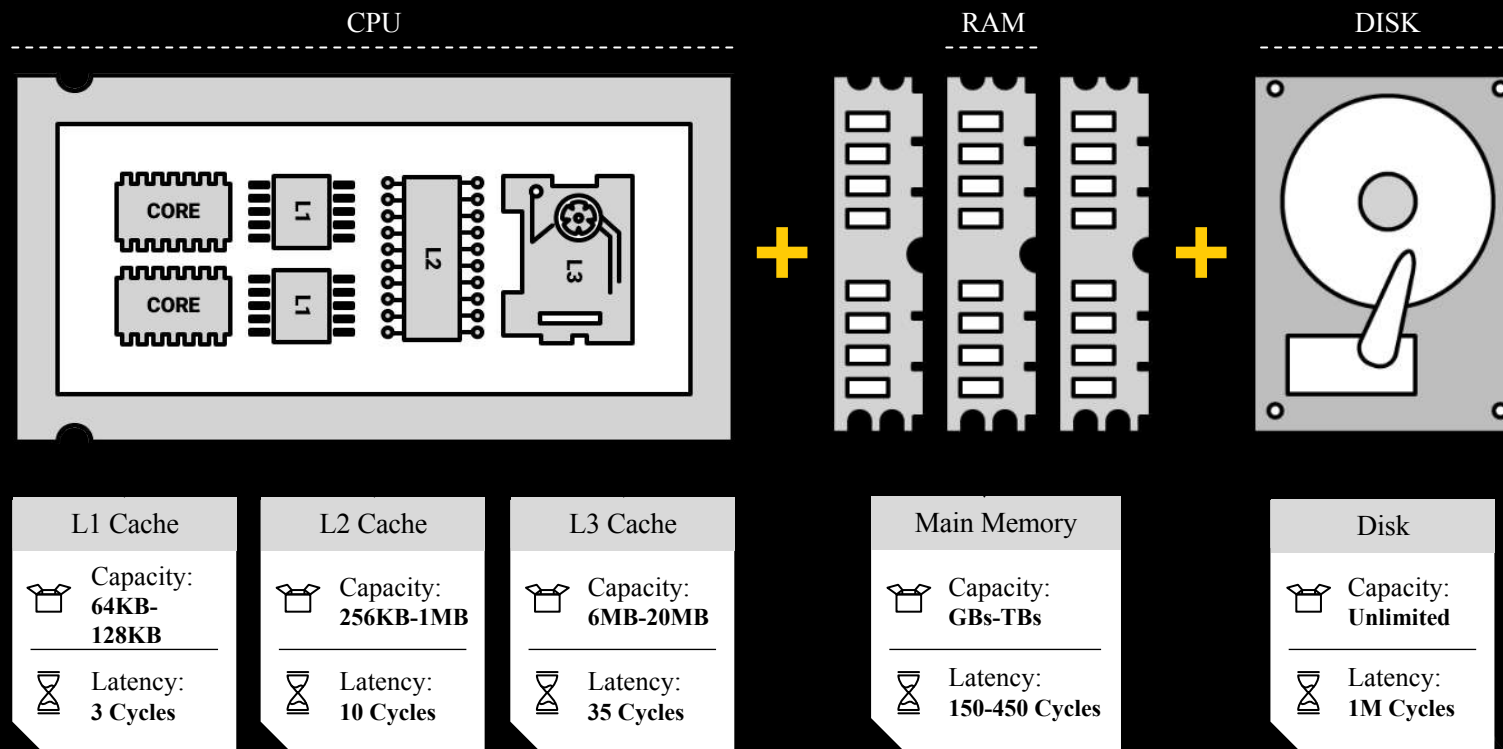 CPU
RAM
DISK
CORE
L1
L2
L3
CORE
L1
L1 Cache
Capacity:
64KB-
128KB
Latency:
3 Cycles
L2 Cache
Capacity:
256KB-1MB
Latency:
10 Cycles
L3 Cache
Capacity:
6MB-20MB
Latency:
35 Cycles
Main Memory
Capacity:
GBs-TBs
Latency:
150-450 Cycles
Disk
Capacity:
Unlimited
Latency:
1M Cycles